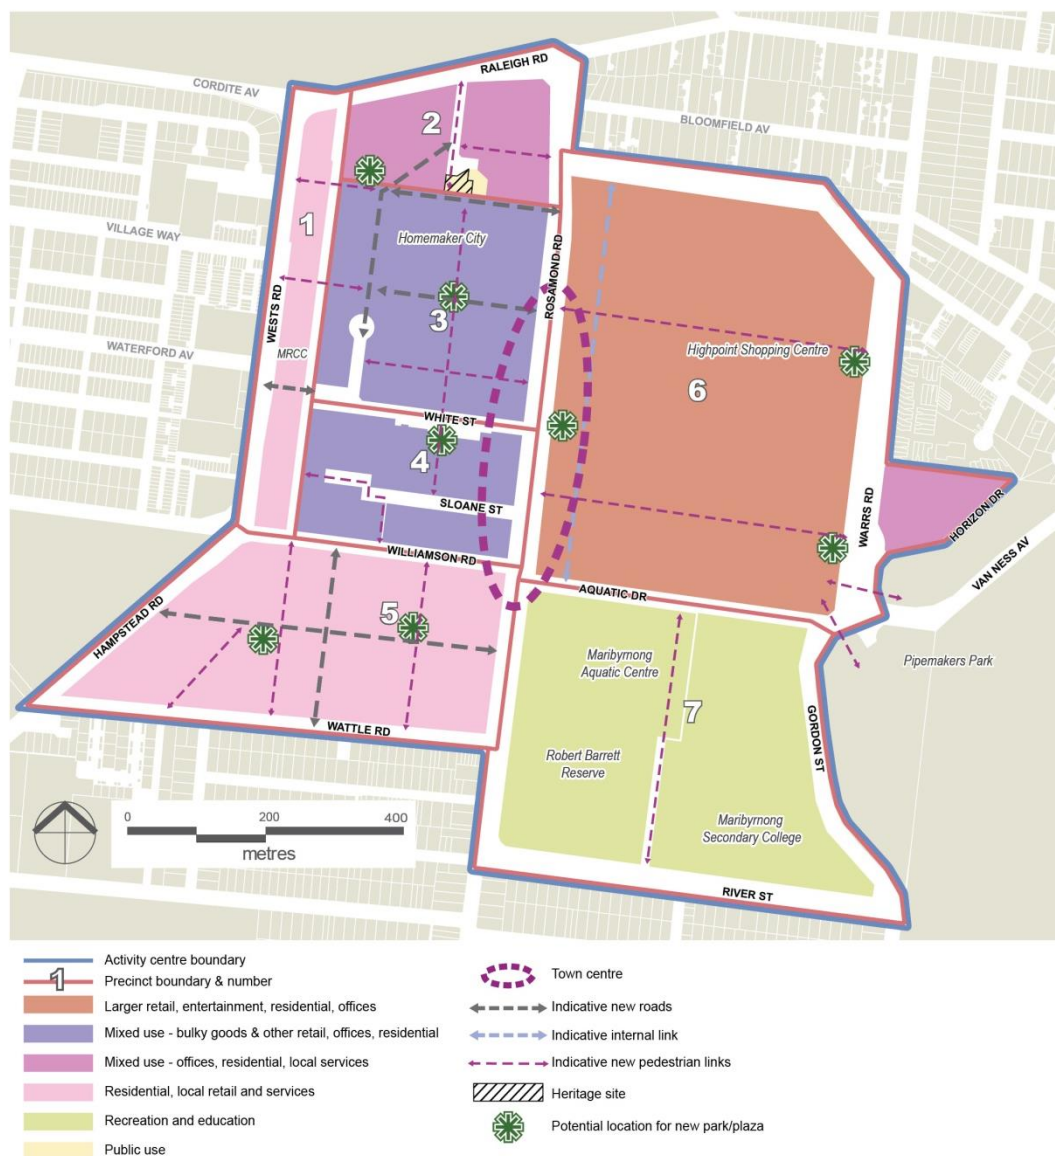 RALEIGH RD
CORDITE AV
BLOOMFIELD AV
2
1
VILLAGE WAY
Homemaker City
ROSAMOND RD
WESTS RD
3
WATERFORD AV
MRCC
Highpoint Shopping Centre
6
WHITE ST
4
SLOANE ST
WARRS RD
HORIZON DR
WILLIAMSON RD
VAN NESS AV
HAMPSTEAD RD
AQUATIC DR
5
Maribyrnong
Aquatic Centre
Pipemakers Park
7
WATTLE RD
GORDON ST
Robert Barrett
Reserve
0 200 400
metres
Maribyrnong
Secondary College
RIVER ST
Activity centre boundary
1 Precinct boundary & number
Larger retail, entertainment, residential, offices
Mixed use - bulky goods & other retail, offices, residential
Mixed use - offices, residential, local services
Residential, local retail and services
Recreation and education
Public use
Town centre
Indicative new roads
Indicative internal link
Indicative new pedestrian links
Heritage site
Potential location for new park/plaza